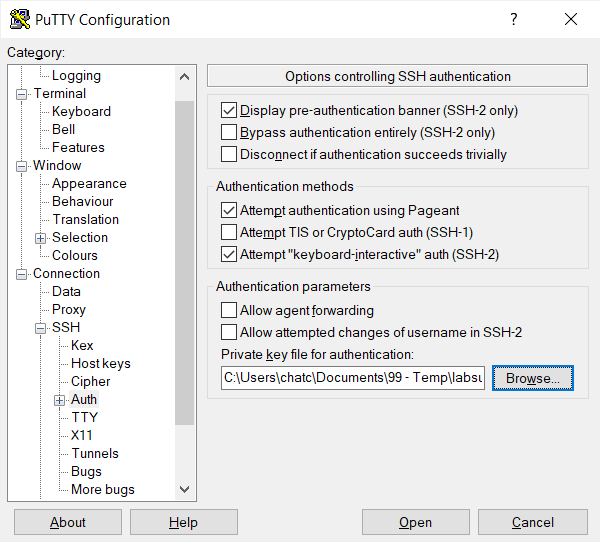 PuTTY Configuration
?
Category:
Logging
Terminal
Keyboard
Bell
Features
Window
Appearance
Behaviour
Translation
Selection
Colours
Connection
Data
Proxy
SSH
Kex
Host keys
Cipher
Auth
TTY
X11
Tunnels
Bugs
More bugs
Options controlling SSH authentication
Display pre-authentication banner (SSH-2 only)
Bypass authentication entirely (SSH-2 only)
Disconnect if authentication succeeds trivially
Authentication methods
Attempt authentication using Pageant
Attempt TIS or CryptoCard auth (SSH-1)
Attempt "keyboard-interactive" auth (SSH-2)
Authentication parameters
Allow agent forwarding
Allow attempted changes of username in SSH-2
Private key file for authentication:
C:\Users\chatc\Documents\99 - Temp\labsu
Browse...
About
Help
Open
Cancel